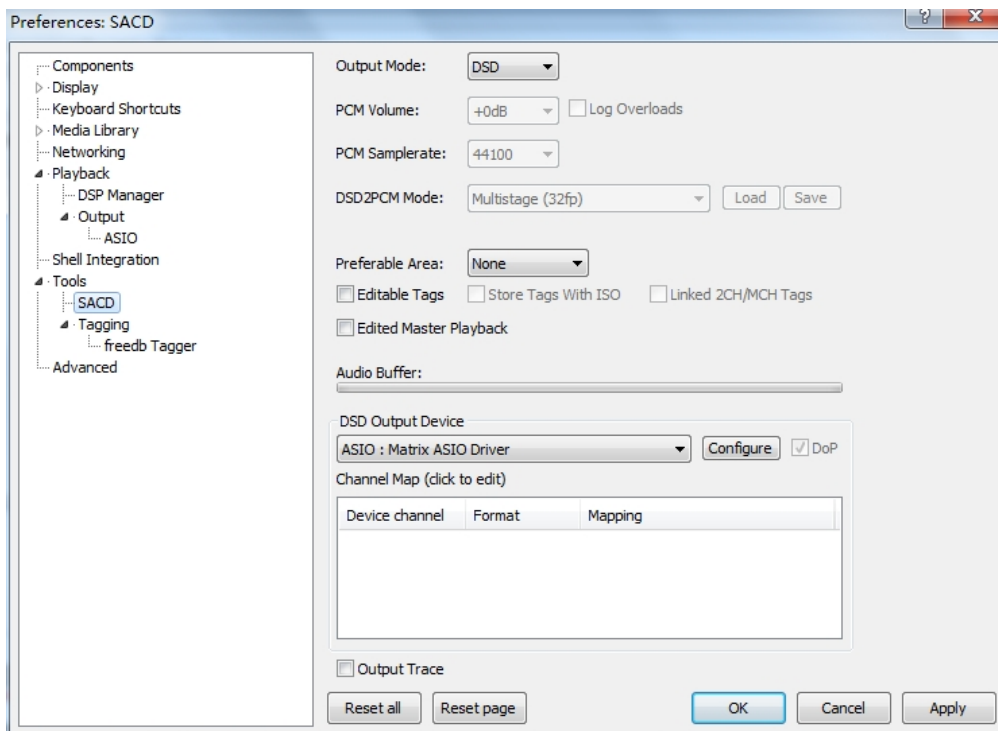 Preferences: SACD
Components
Display
Keyboard Shortcuts
Media Library
Networking
Playback
DSP Manager
Output
ASIO
Shell Integration
Tools
SACD
Tagging
freedb Tagger
Advanced
Output Mode: DSD
PCM Volume: +0dB Log Overloads
PCM Samplerate: 44100
DSD2PCM Mode: Multistage (32fp) Load Save
Preferable Area: None
Editable Tags Store Tags With ISO Linked 2CH/MCH Tags
Edited Master Playback
Audio Buffer:
DSD Output Device
ASIO : Matrix ASIO Driver Configure DoP
Channel Map (click to edit)
Device channel Format Mapping
Output Trace
Reset all Reset page OK Cancel Apply